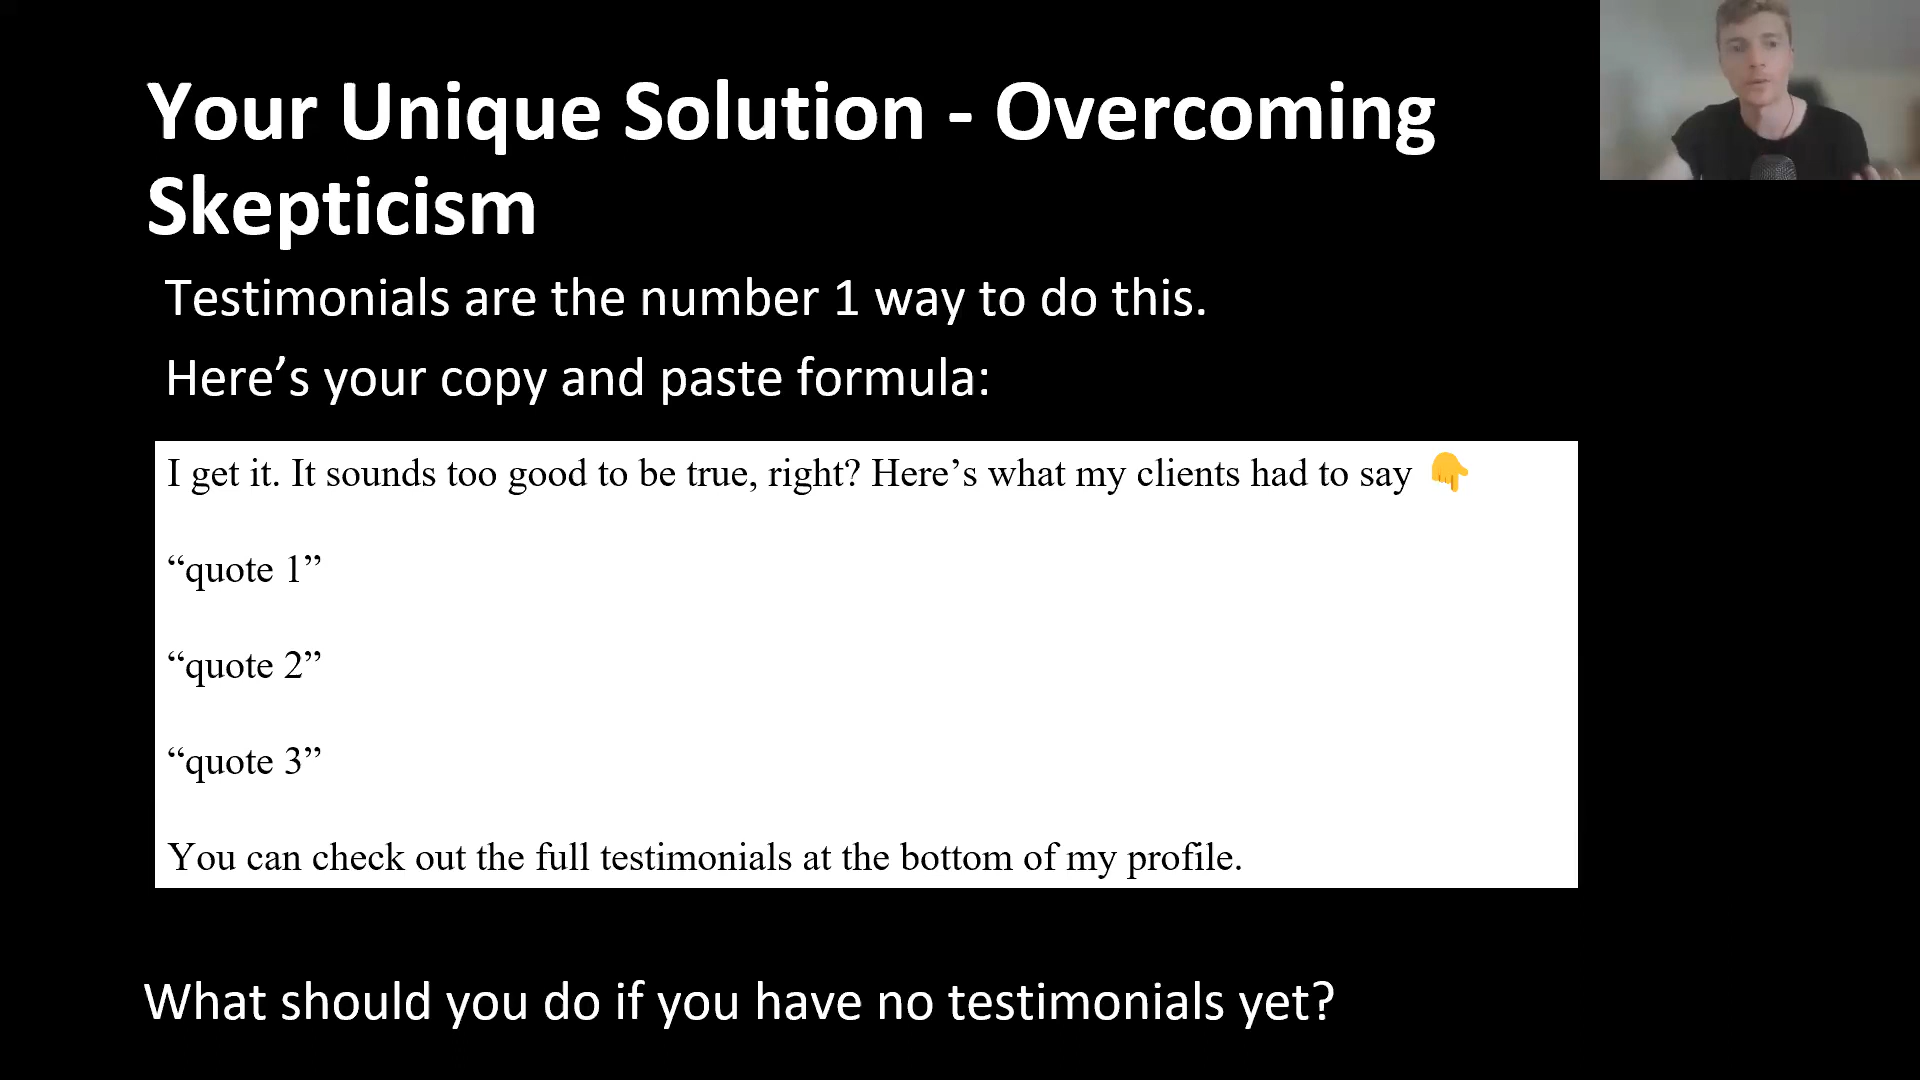 Your Unique Solution - Overcoming
Skepticism
Testimonials are the number 1 way to do this.
Here’s your copy and paste formula:
I get it. It sounds too good to be true, right? Here’s what my clients had to say 👇
“quote 1”
“quote 2”
“quote 3”
You can check out the full testimonials at the bottom of my profile.
What should you do if you have no testimonials yet?